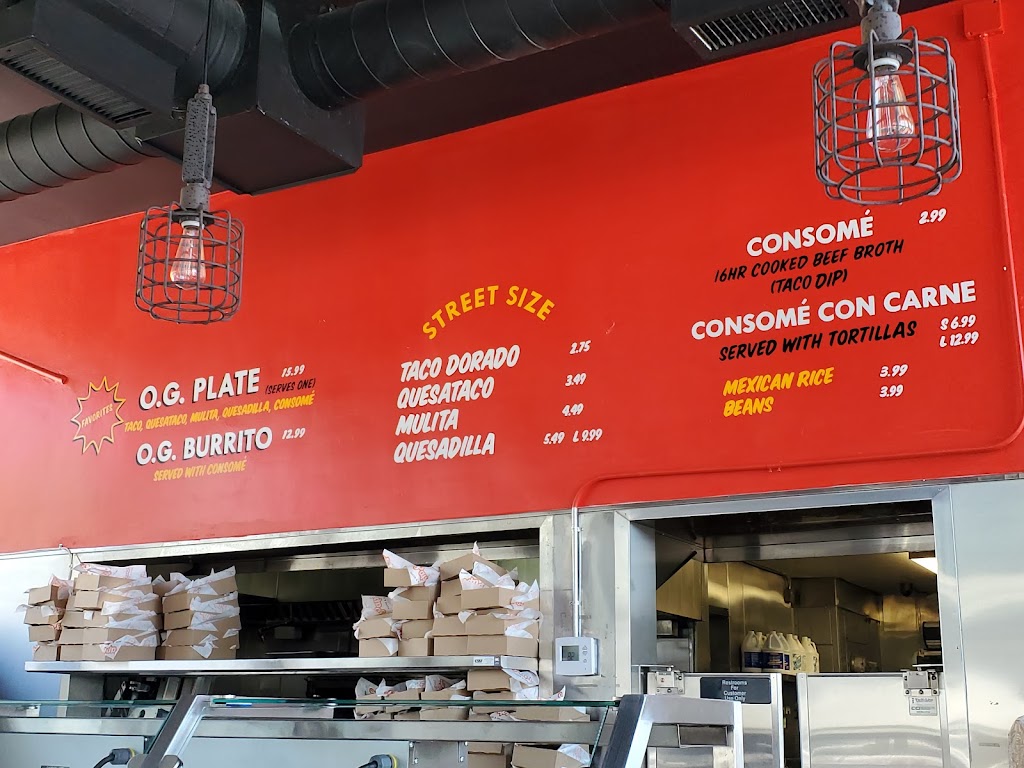 FAVORITES
O.G. PLATE 15.99
(SERVES ONE)
TACO, QUESATACO, MULITA, QUESADILLA, CONSOMÉ
O.G. BURRITO 12.99
SERVED WITH CONSOMÉ
STREET SIZE
TACO DORADO 2.75
QUESATACO 3.49
MULITA 4.49
QUESADILLA 5.49 L 9.99
CONSOMÉ 2.99
16HR COOKED BEEF BROTH
(TACO DIP)
CONSOMÉ CON CARNE
SERVED WITH TORTILLAS S 6.99
L 12.99
MEXICAN RICE 3.99
BEANS 3.99
Restrooms
For
Customer
Use Only